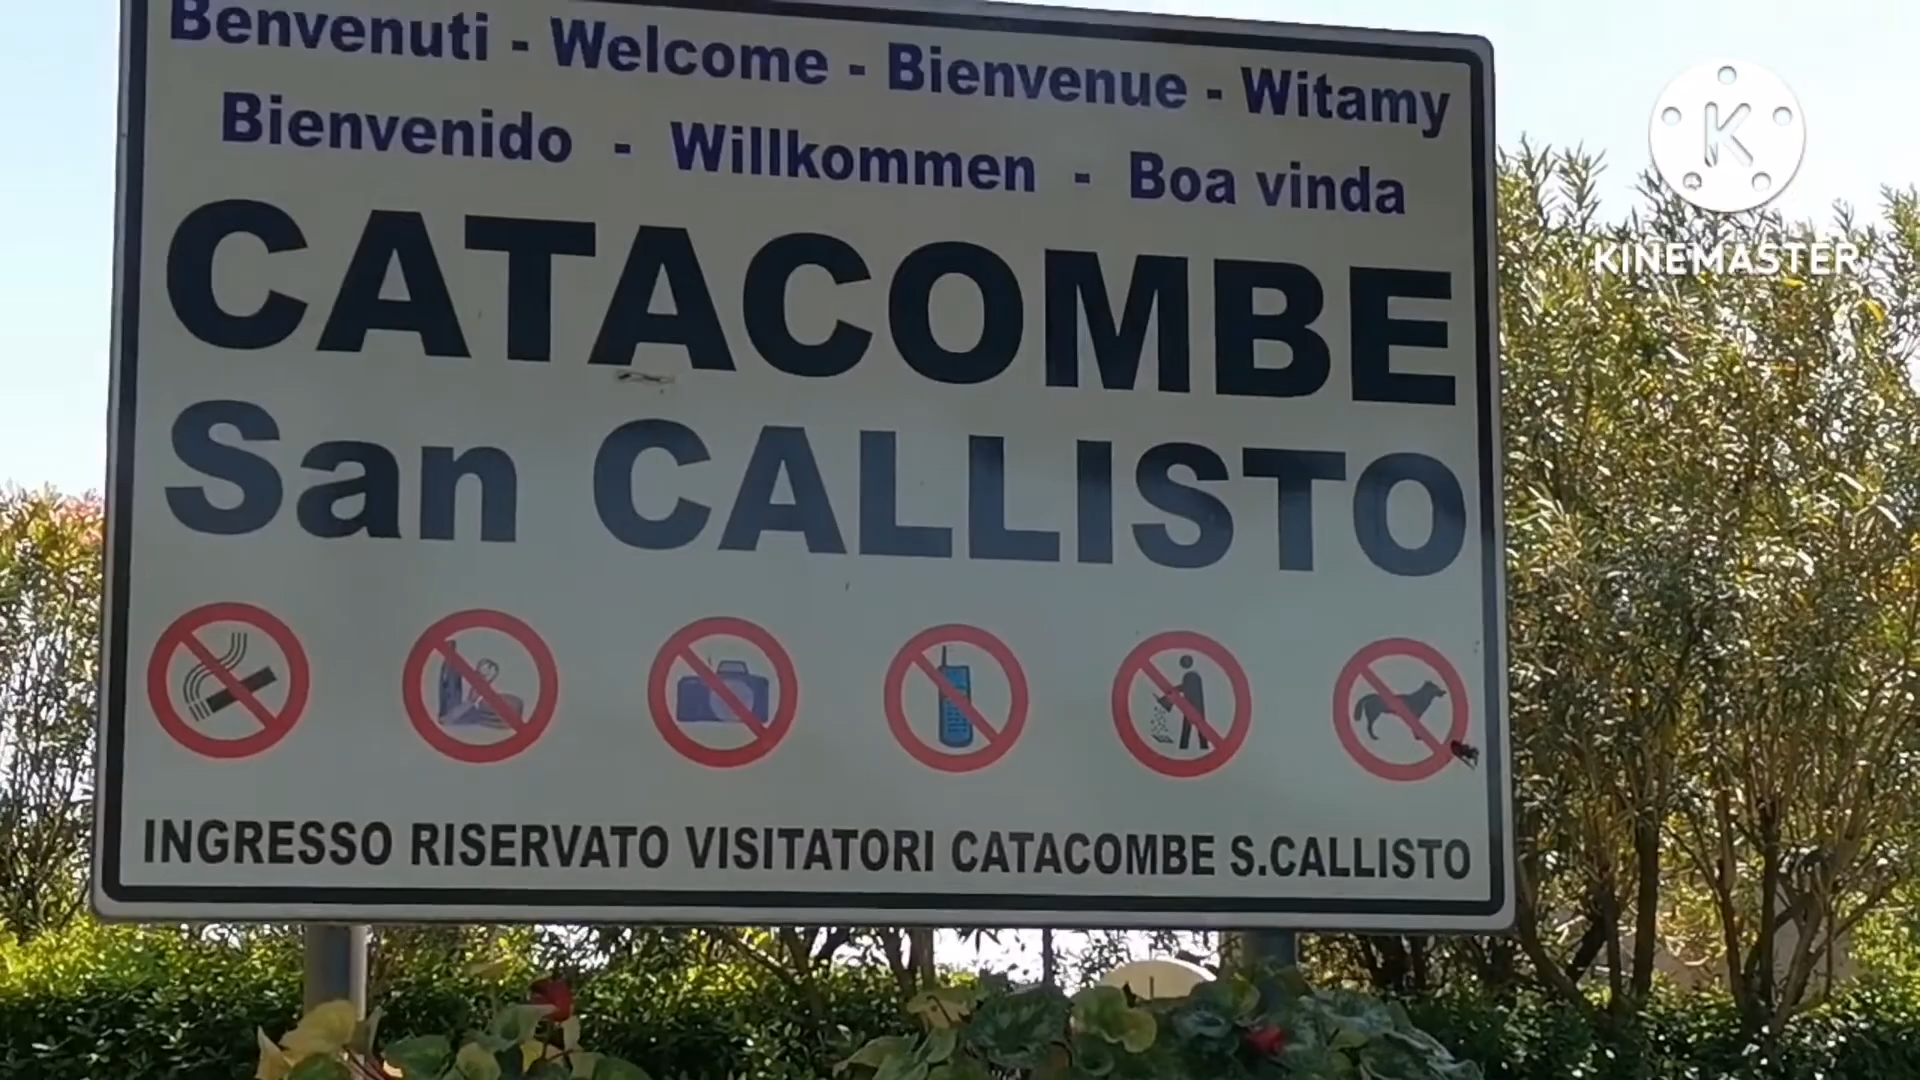 Benvenuti - Welcome - Bienvenue - Witamy
Bienvenido - Willkommen - Boa vinda
CATACOMBE
San CALLISTO
INGRESSO RISERVATO VISITATORI CATACOMBE S.CALLISTO
K
KINEMASTER